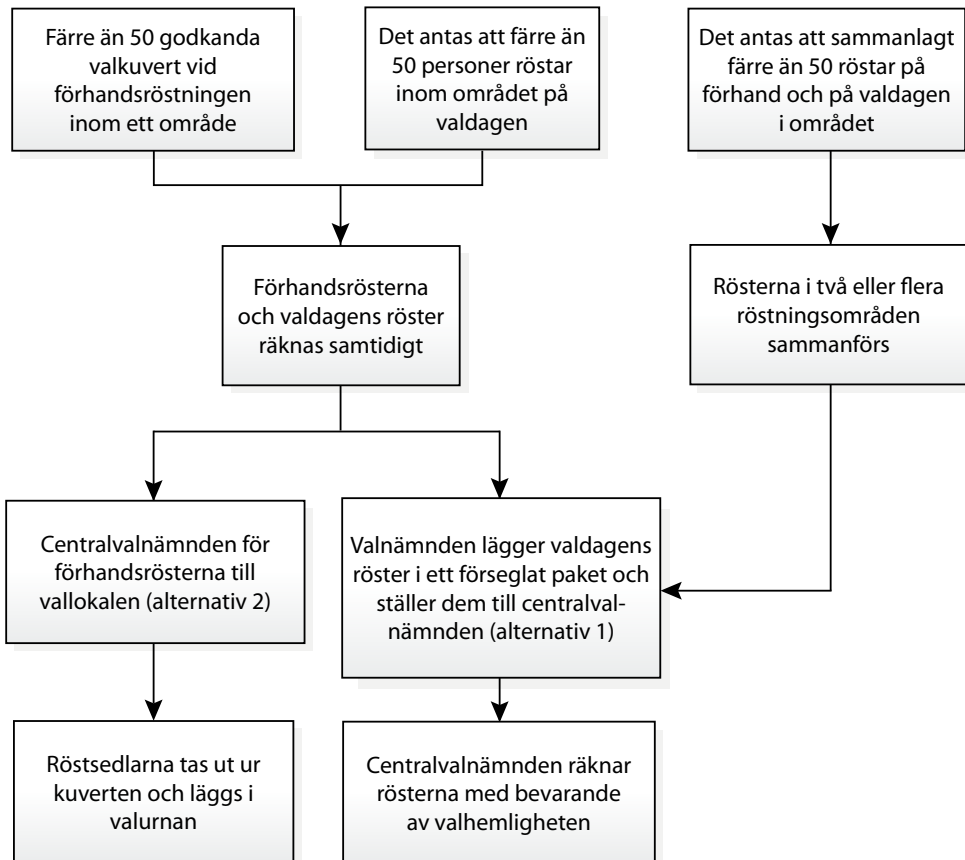 Färre än 50 godkanda
valkuvert vid
förhandsröstningen
inom ett område
Det antas att färre än
50 personer röstar
inom området på
valdagen
Det antas att sammanlagt
färre än 50 röstar på
förhand och på valdagen
i området
Förhandsrösterna
och valdagens röster
räknas samtidigt
Rösterna i två eller flera
röstningsområden
sammanförs
Centralvalnämnden för
förhandsrösterna till
vallokalen (alternativ 2)
Valnämnden lägger valdagens
röster i ett förseglat paket och
ställer dem till centralval-
nämnden (alternativ 1)
Röstsedlarna tas ut ur
kuverten och läggs i
valurnan
Centralvalnämnden räknar
rösterna med bevarande
av valhemligheten